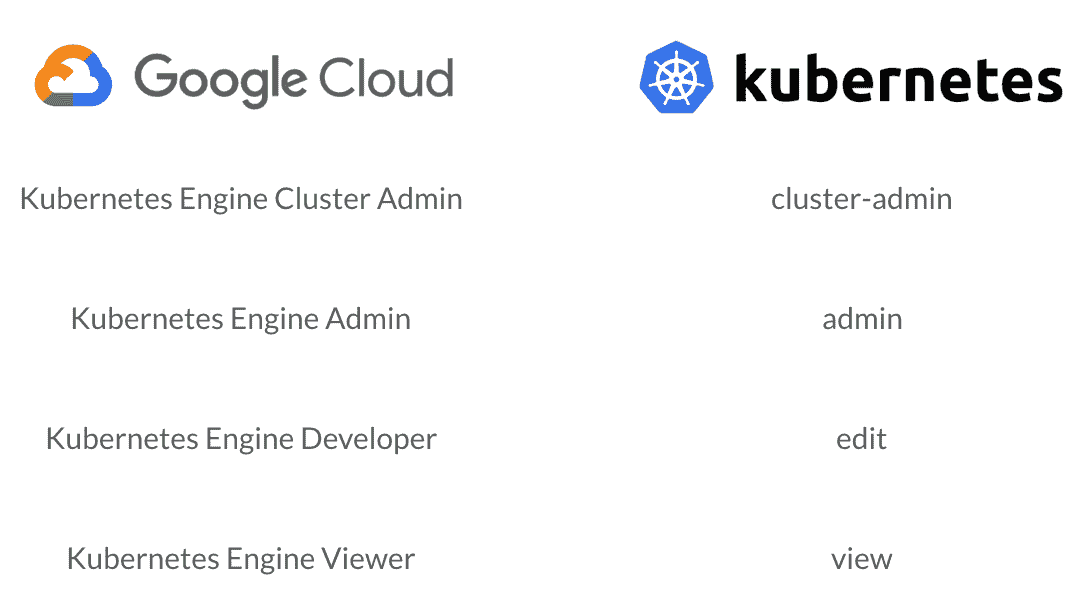 Google Cloud kubernetes
Kubernetes Engine Cluster Admin cluster-admin
Kubernetes Engine Admin admin
Kubernetes Engine Developer edit
Kubernetes Engine Viewer view